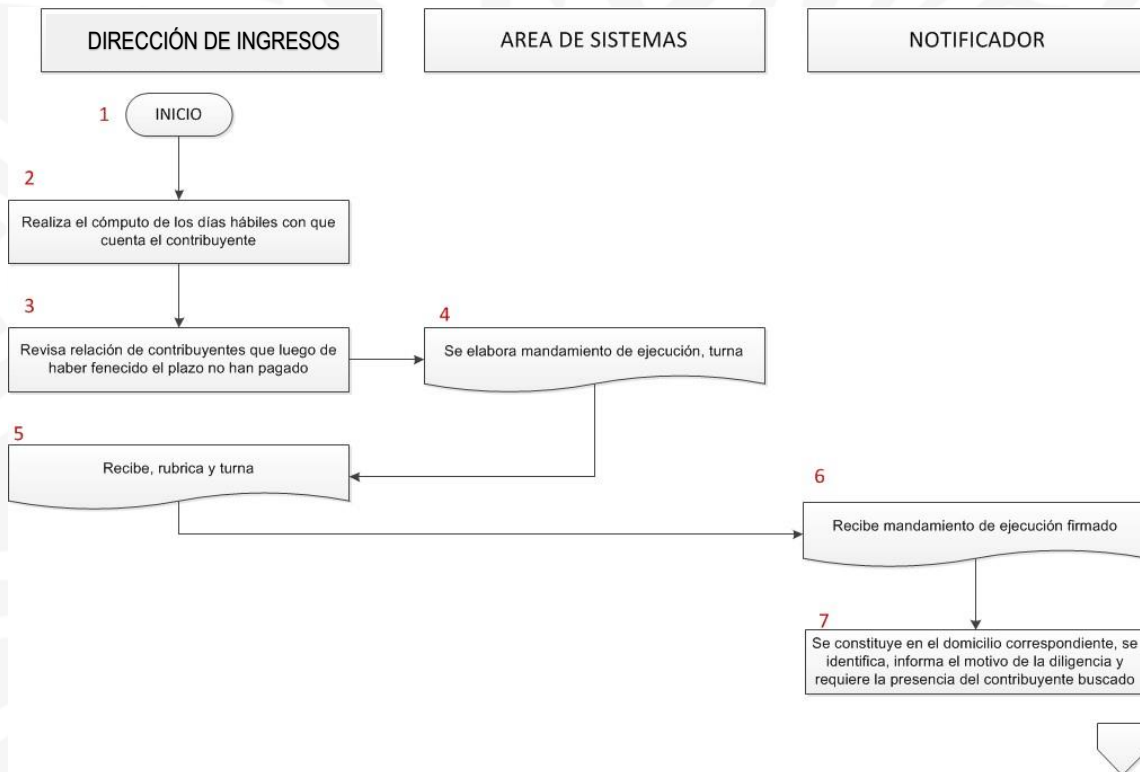 DIRECCIÓN DE INGRESOS
AREA DE SISTEMAS
NOTIFICADOR
1
INICIO
2
Realiza el cómputo de los días hábiles con que
cuenta el contribuyente
3
Revisa relación de contribuyentes que luego de
haber fenecido el plazo no han pagado
4
Se elabora mandamiento de ejecución, turna
5
Recibe, rubrica y turna
6
Recibe mandamiento de ejecución firmado
7
Se constituye en el domicilio correspondiente, se
identifica, informa el motivo de la diligencia y
requiere la presencia del contribuyente buscado